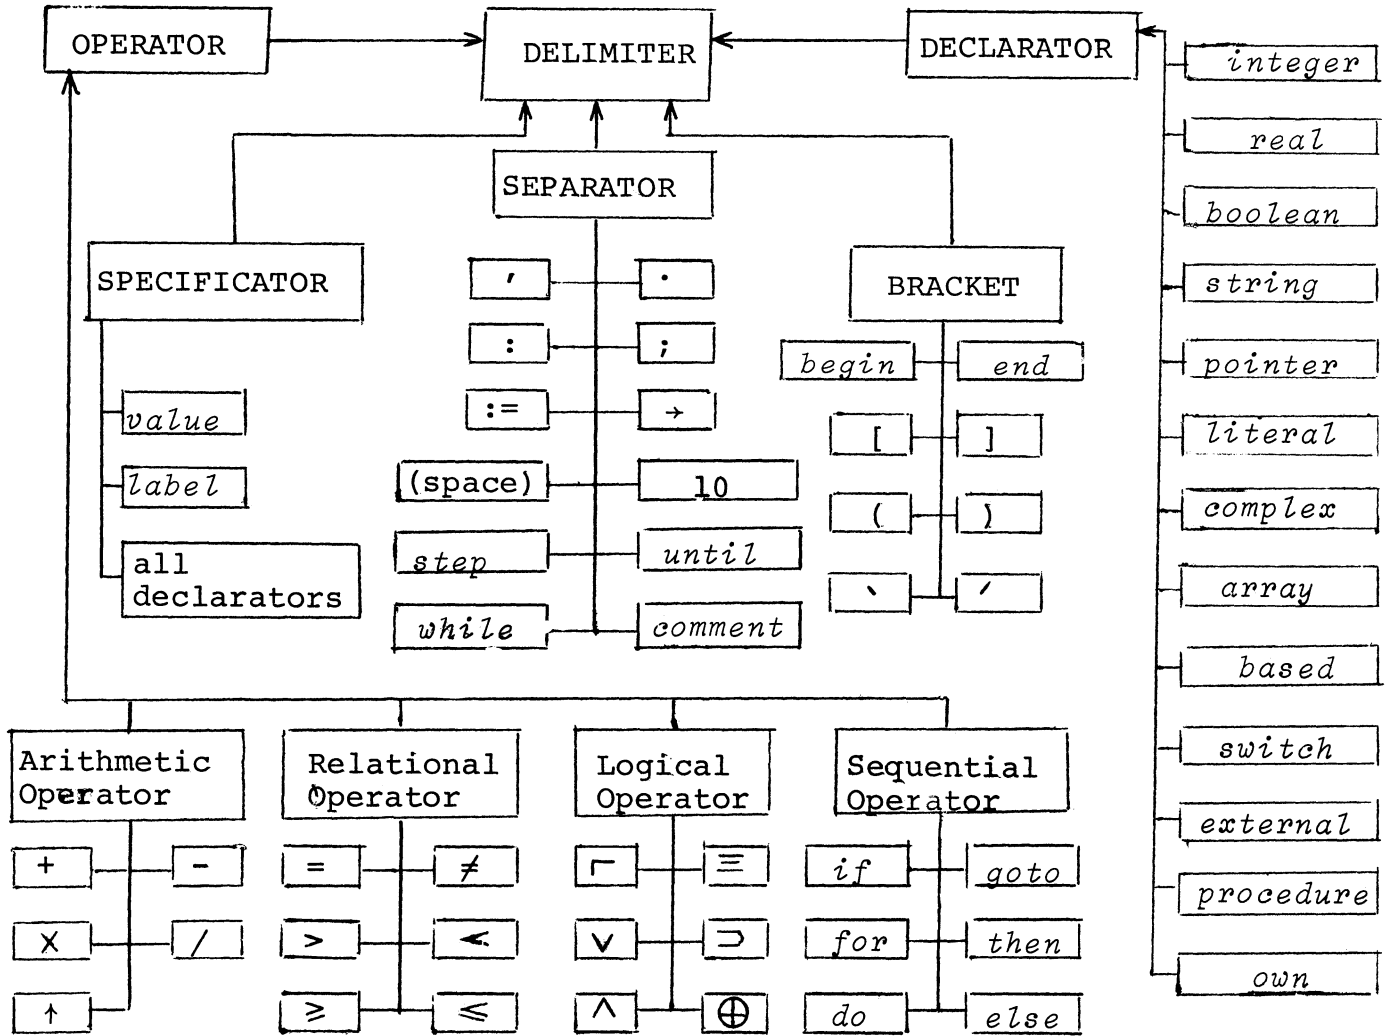 OPERATOR
DELIMITER
DECLARATOR
SPECIFICATOR
value
label
all
declarators
SEPARATOR
, .
: ;
:= →
(space) 10
step until
while comment
BRACKET
begin end
[ ]
( )
‵ ′
integer
real
boolean
string
pointer
literal
complex
array
based
switch
external
procedure
own
Arithmetic
Operator
+ -
× /
↑
Relational
Operator
= ≠
> <
≥ ≤
Logical
Operator
⌐ ≡
∨ ⊃
∧ ⊕
Sequential
Operator
if goto
for then
do else